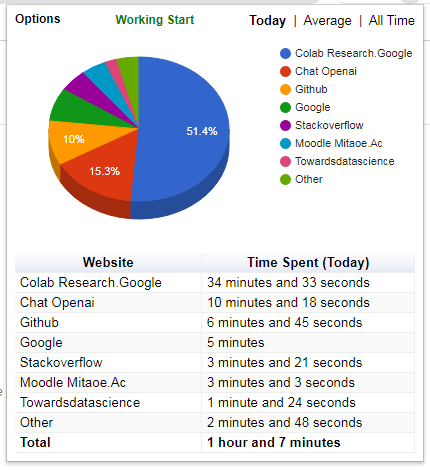 Options Working Start Today | Average | All Time
Colab Research.Google
Chat Openai
Github
Google
Stackoverflow
Moodle Mitaoe.Ac
Towardsdatascience
Other
51.4%
10%
15.3%
Website Time Spent (Today)
Colab Research.Google 34 minutes and 33 seconds
Chat Openai 10 minutes and 18 seconds
Github 6 minutes and 45 seconds
Google 5 minutes
Stackoverflow 3 minutes and 21 seconds
Moodle Mitaoe.Ac 3 minutes and 3 seconds
Towardsdatascience 1 minute and 24 seconds
Other 2 minutes and 48 seconds
Total 1 hour and 7 minutes